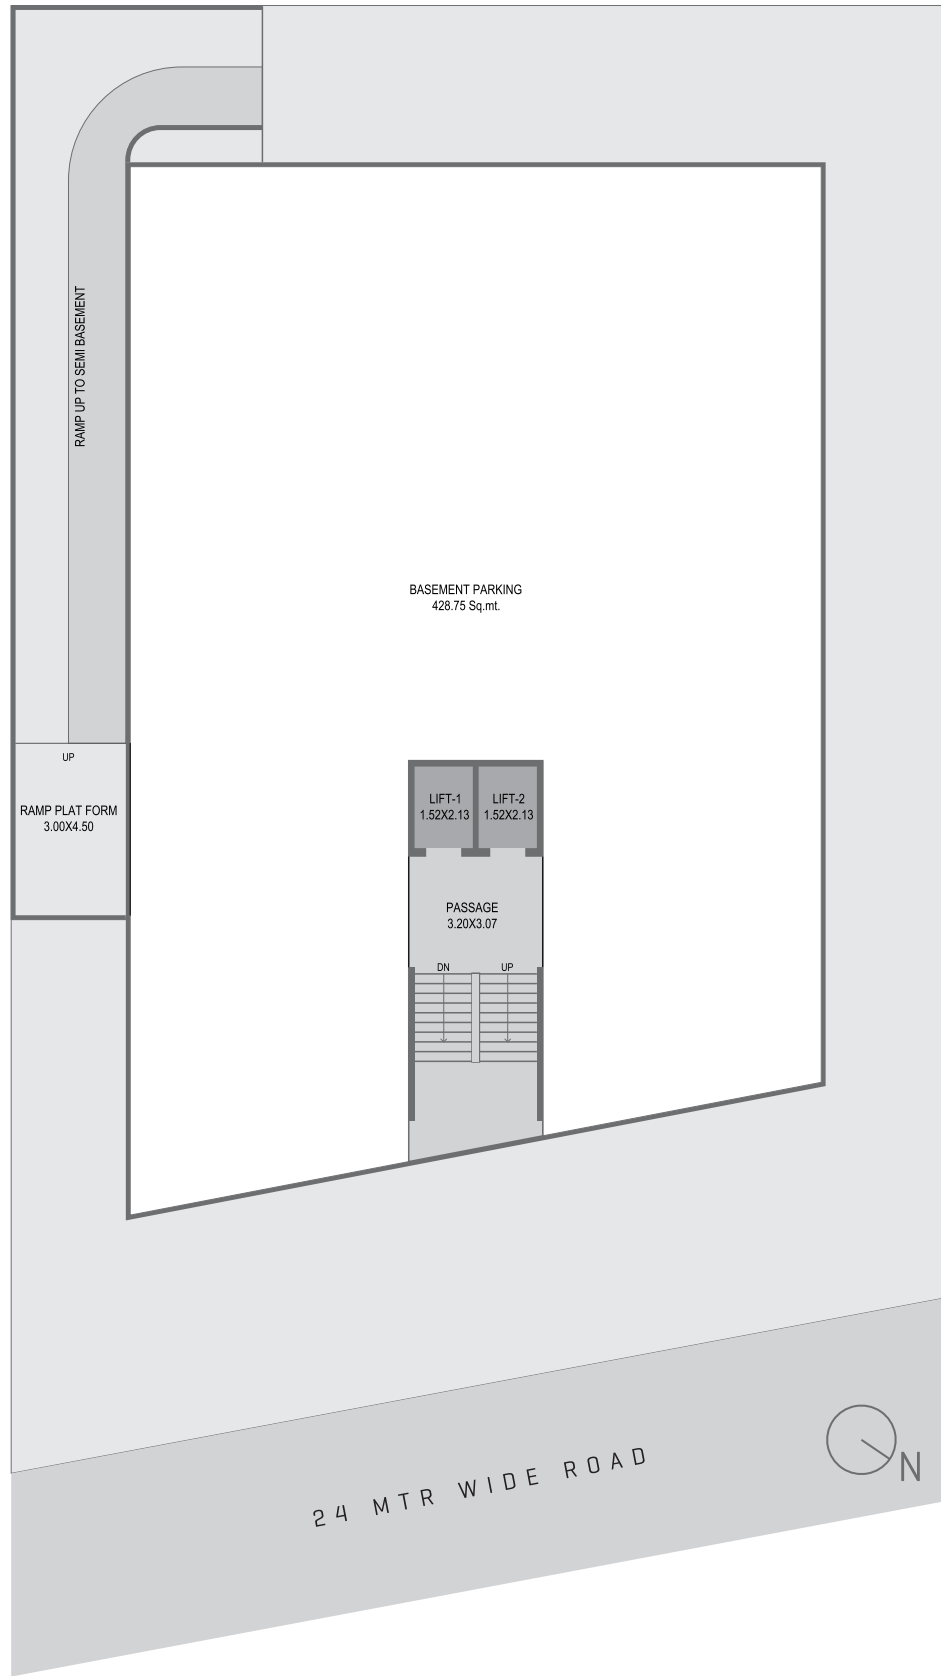 RAMP UP TO SEMI BASEMENT
BASEMENT PARKING
428.75 Sq.mt.
UP
RAMP PLAT FORM
3.00X4.50
LIFT-1
1.52X2.13
LIFT-2
1.52X2.13
PASSAGE
3.20X3.07
DN
UP
24 MTR WIDE ROAD
N